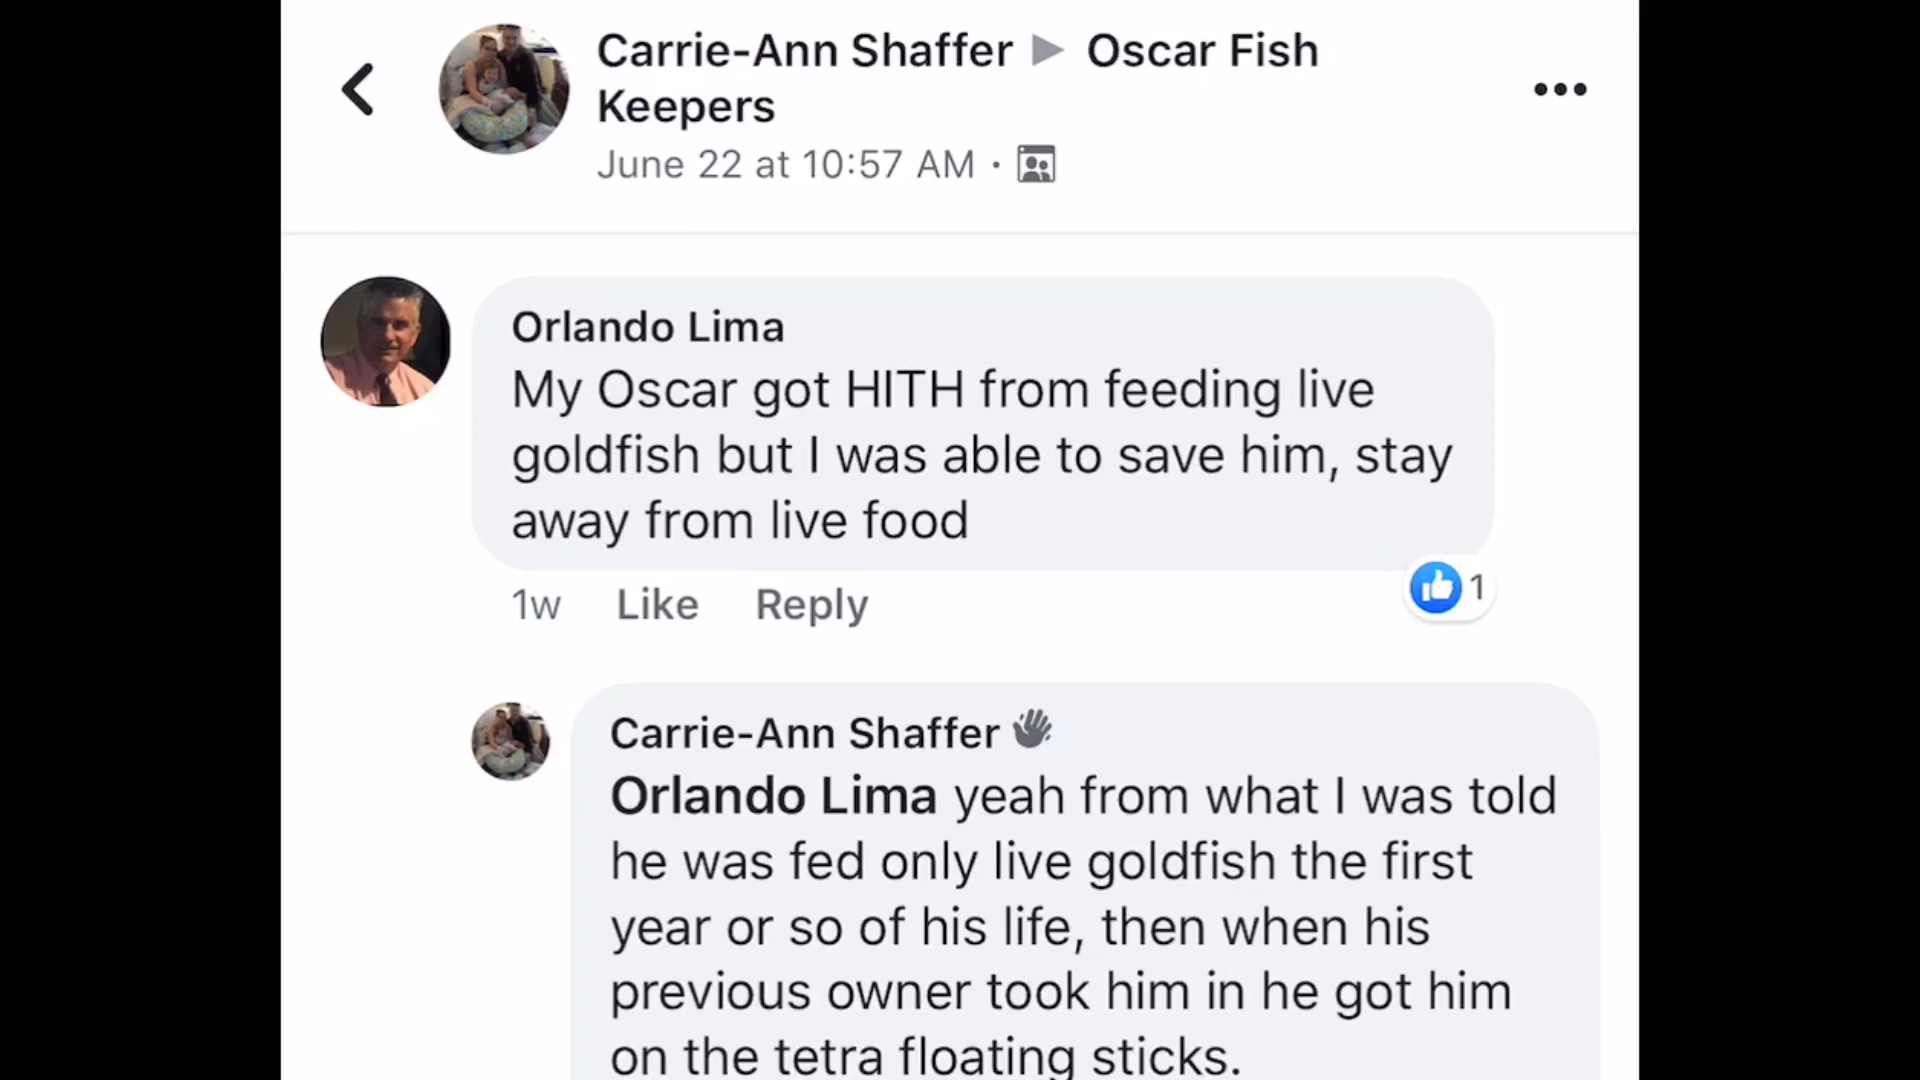 Carrie-Ann Shaffer ▶ Oscar Fish
Keepers
June 22 at 10:57 AM ·
Orlando Lima
My Oscar got HITH from feeding live
goldfish but I was able to save him, stay
away from live food
1w Like Reply 1
Carrie-Ann Shaffer
Orlando Lima yeah from what I was told
he was fed only live goldfish the first
year or so of his life, then when his
previous owner took him in he got him
on the tetra floating sticks.